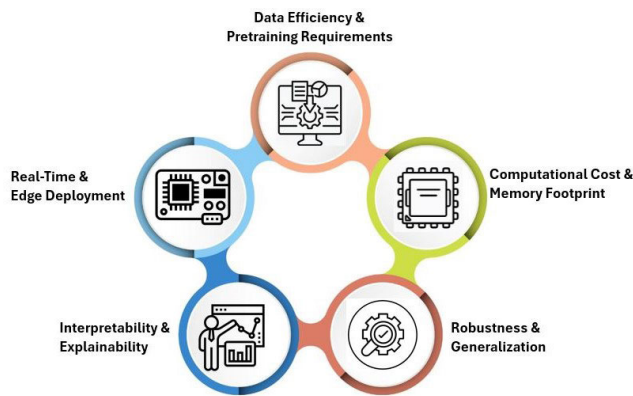 Data Efficiency &
Pretraining Requirements
Real-Time &
Edge Deployment
Computational Cost &
Memory Footprint
Interpretability &
Explainability
Robustness &
Generalization